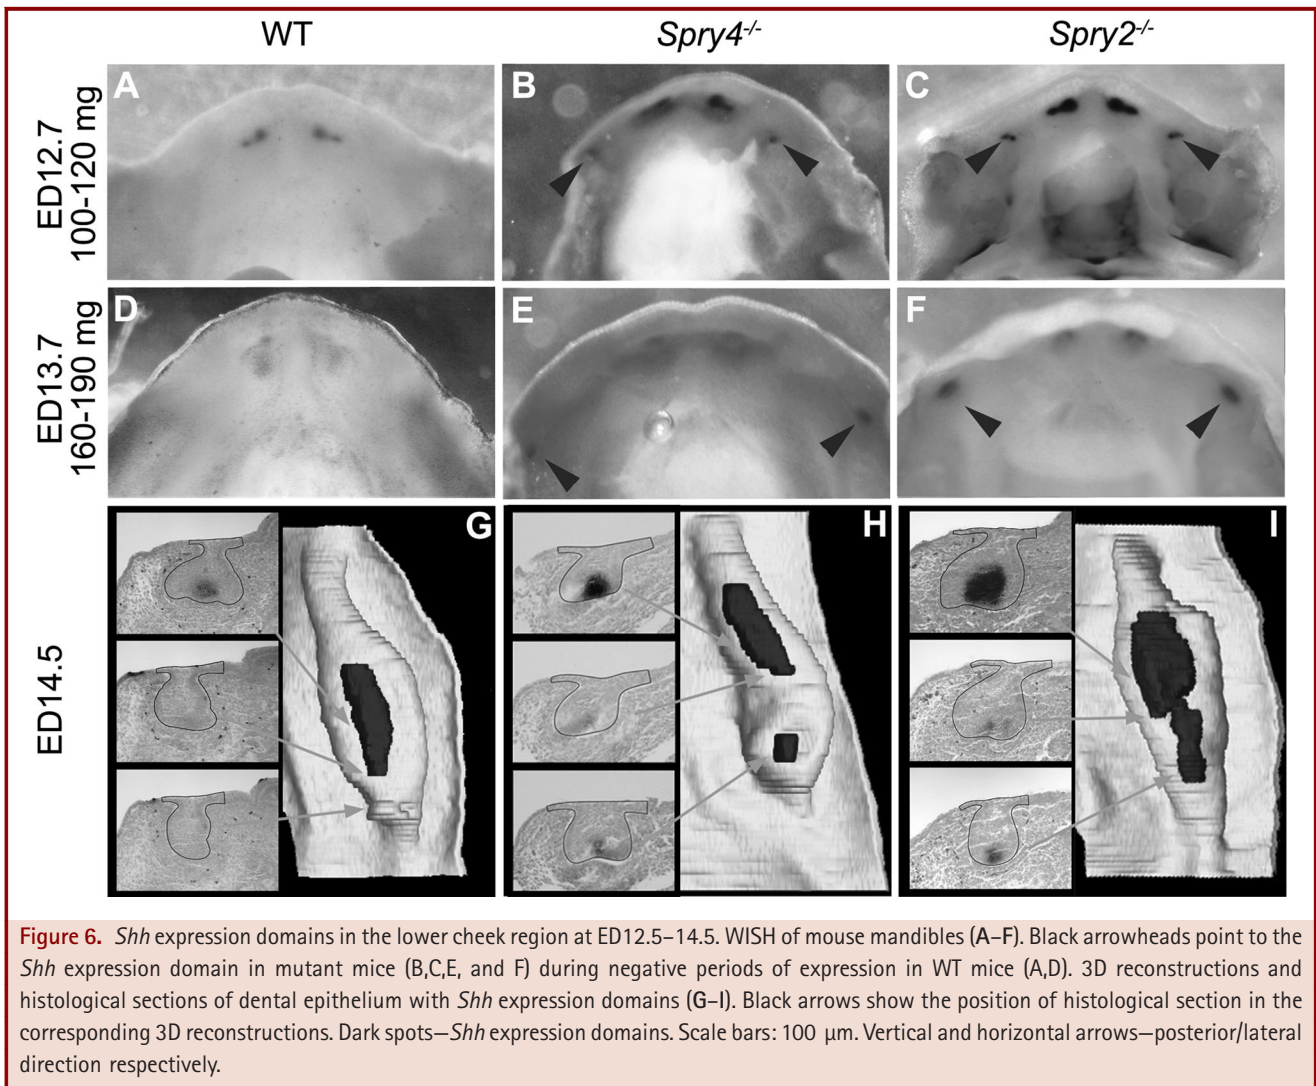 WT Spry4-/- Spry2-/-
ED12.7
100-120 mg
A B C
ED13.7
160-190 mg
D E F
ED14.5
G H I
Figure 6. Shh expression domains in the lower cheek region at ED12.5–14.5. WISH of mouse mandibles (A–F). Black arrowheads point to the
Shh expression domain in mutant mice (B,C,E, and F) during negative periods of expression in WT mice (A,D). 3D reconstructions and
histological sections of dental epithelium with Shh expression domains (G–I). Black arrows show the position of histological section in the
corresponding 3D reconstructions. Dark spots—Shh expression domains. Scale bars: 100 μm. Vertical and horizontal arrows—posterior/lateral
direction respectively.